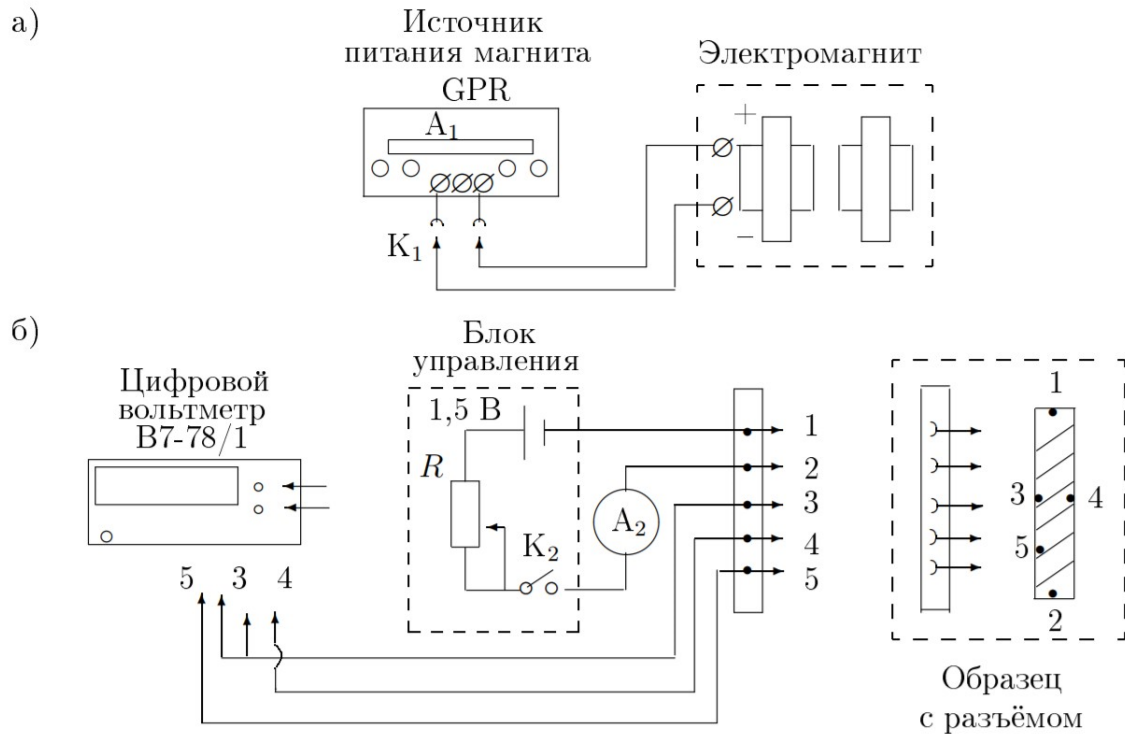 а)
Источник
питания магнита
GPR
A₁
K₁
Электромагнит
+
−
б)
Цифровой
вольтметр
В7-78/1
5 3 4
Блок
управления
1,5 В
R
K₂
A₂
1
2
3
4
5
1
3
4
5
2
Образец
с разъёмом